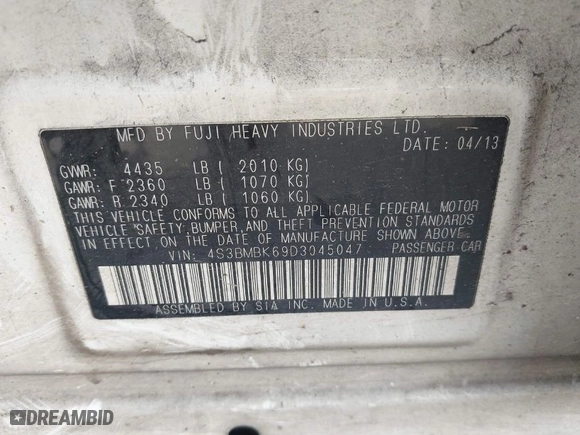 MFD BY FUJI HEAVY INDUSTRIES LTD.
DATE: 04/13
GVWR: 4435 LB ( 2010 KG)
GAWR: F 2360 LB ( 1070 KG)
GAWR: R 2340 LB ( 1060 KG)
THIS VEHICLE CONFORMS TO ALL APPLICABLE FEDERAL MOTOR
VEHICLE SAFETY, BUMPER, AND THEFT PREVENTION STANDARDS
IN EFFECT ON THE DATE OF MANUFACTURE SHOWN ABOVE.
VIN: 4S3BMBK69D3045047 PASSENGER CAR
ASSEMBLED BY SIA INC. MADE IN U.S.A.
DREAMBID